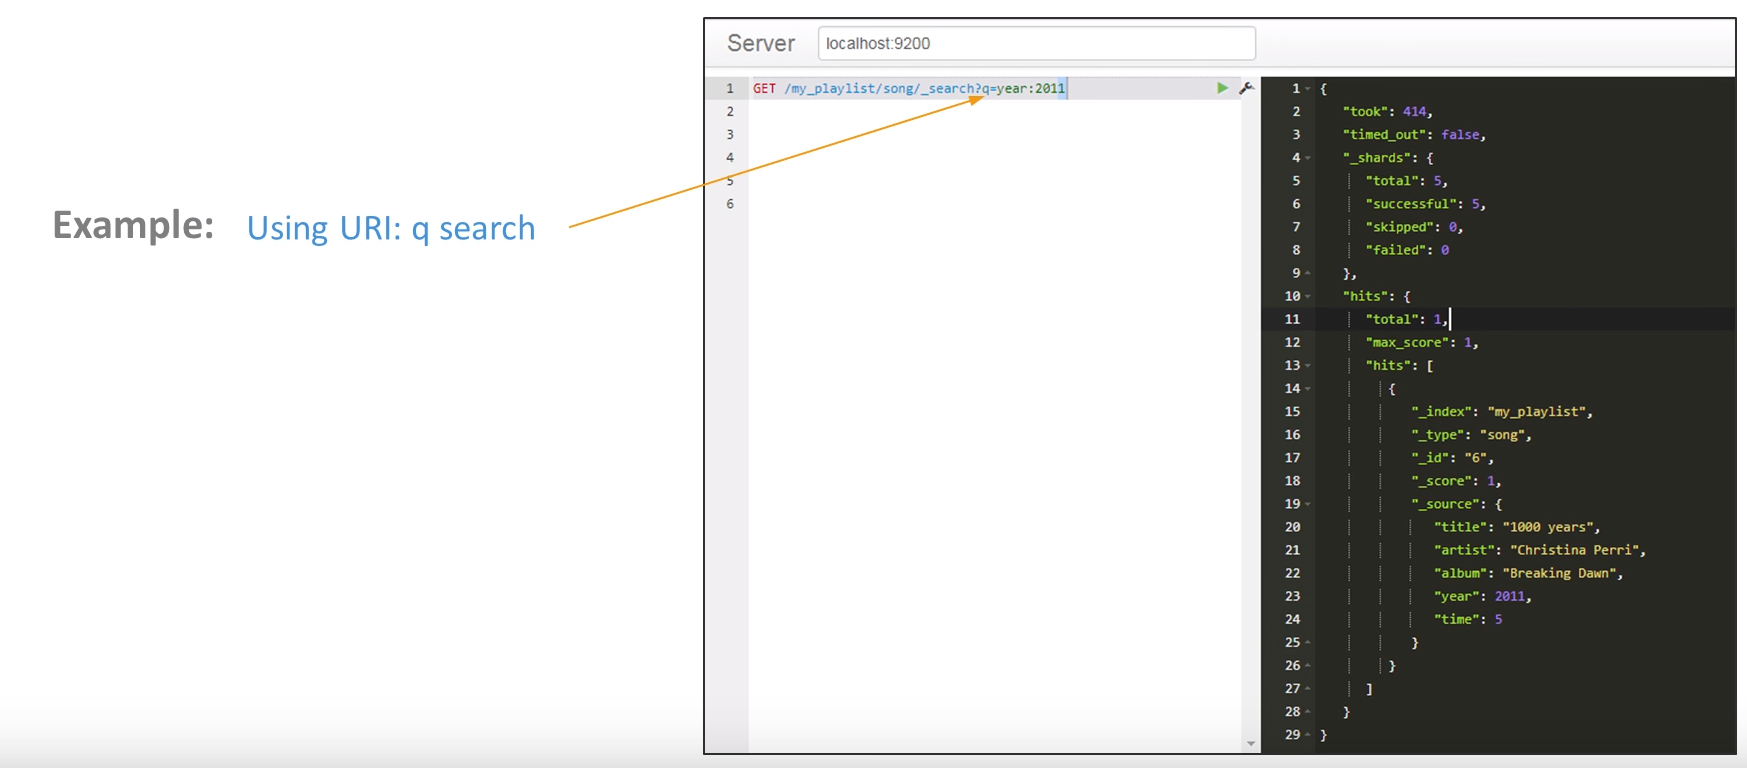 Server localhost:9200
Example: Using URI: q search
1 GET /my_playlist/song/_search?q=year:2011
2
3
4
5
6
1 {
2 "took": 414,
3 "timed_out": false,
4 "_shards": {
5 "total": 5,
6 "successful": 5,
7 "skipped": 0,
8 "failed": 0
9 },
10 "hits": {
11 "total": 1,
12 "max_score": 1,
13 "hits": [
14 {
15 "_index": "my_playlist",
16 "_type": "song",
17 "_id": "6",
18 "_score": 1,
19 "_source": {
20 "title": "1000 years",
21 "artist": "Christina Perri",
22 "album": "Breaking Dawn",
23 "year": 2011,
24 "time": 5
25 }
26 }
27 ]
28 }
29 }